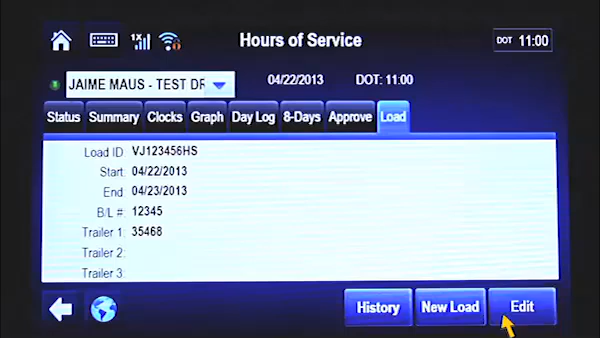 1X
Hours of Service
DOT 11:00
JAIME MAUS - TEST DR
04/22/2013 DOT: 11:00
Status Summary Clocks Graph Day Log 8-Days Approve Load
Load ID: VJ123456HS
Start: 04/22/2013
End: 04/23/2013
B/L #: 12345
Trailer 1: 35468
Trailer 2:
Trailer 3:
History New Load Edit